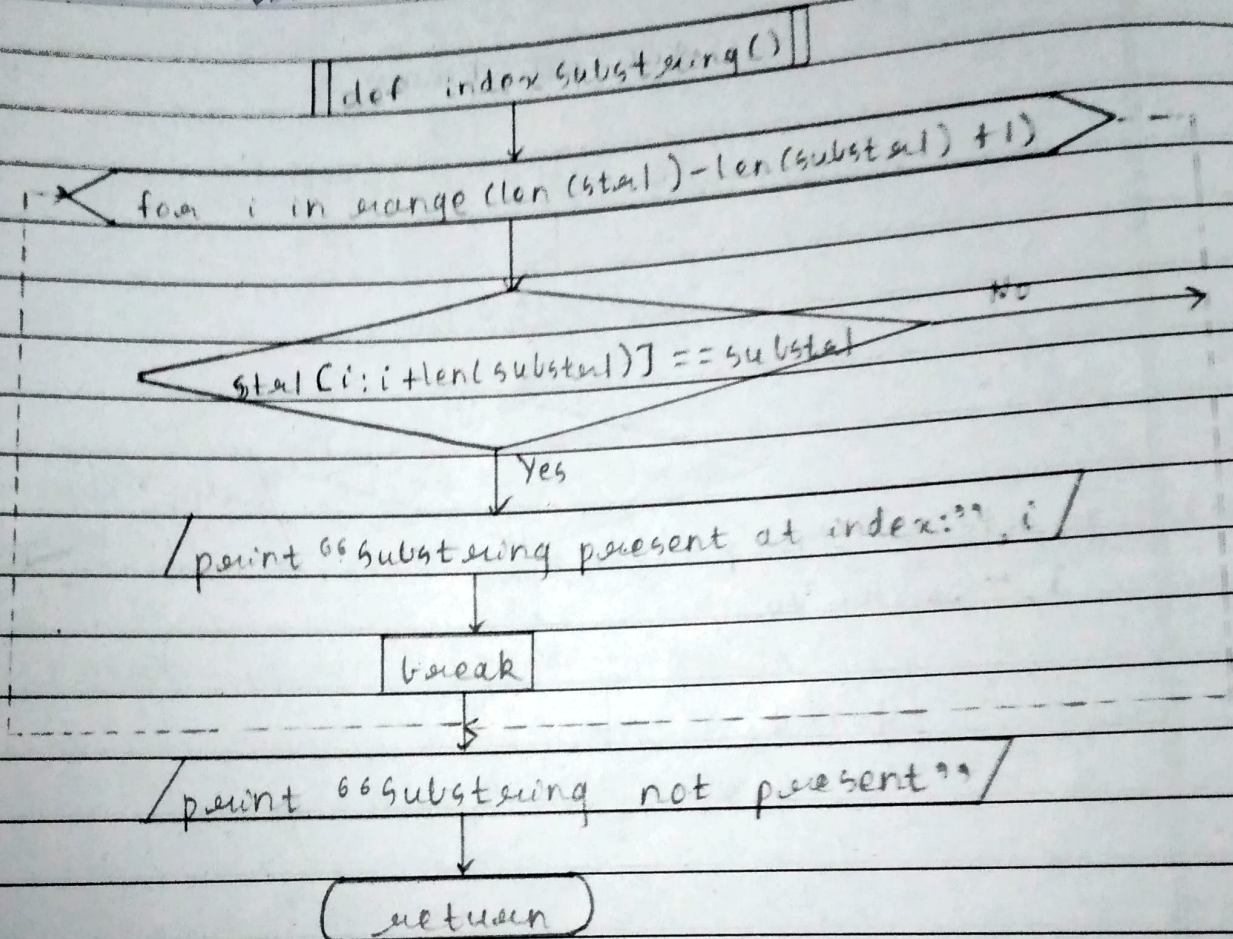 def indexsubstring()
for i in range (len (str1)-len(substr1) +1)
No
str1[i:i+len(substr1)]==substr1
Yes
print “substring present at index:”, i
break
print “substring not present”
return